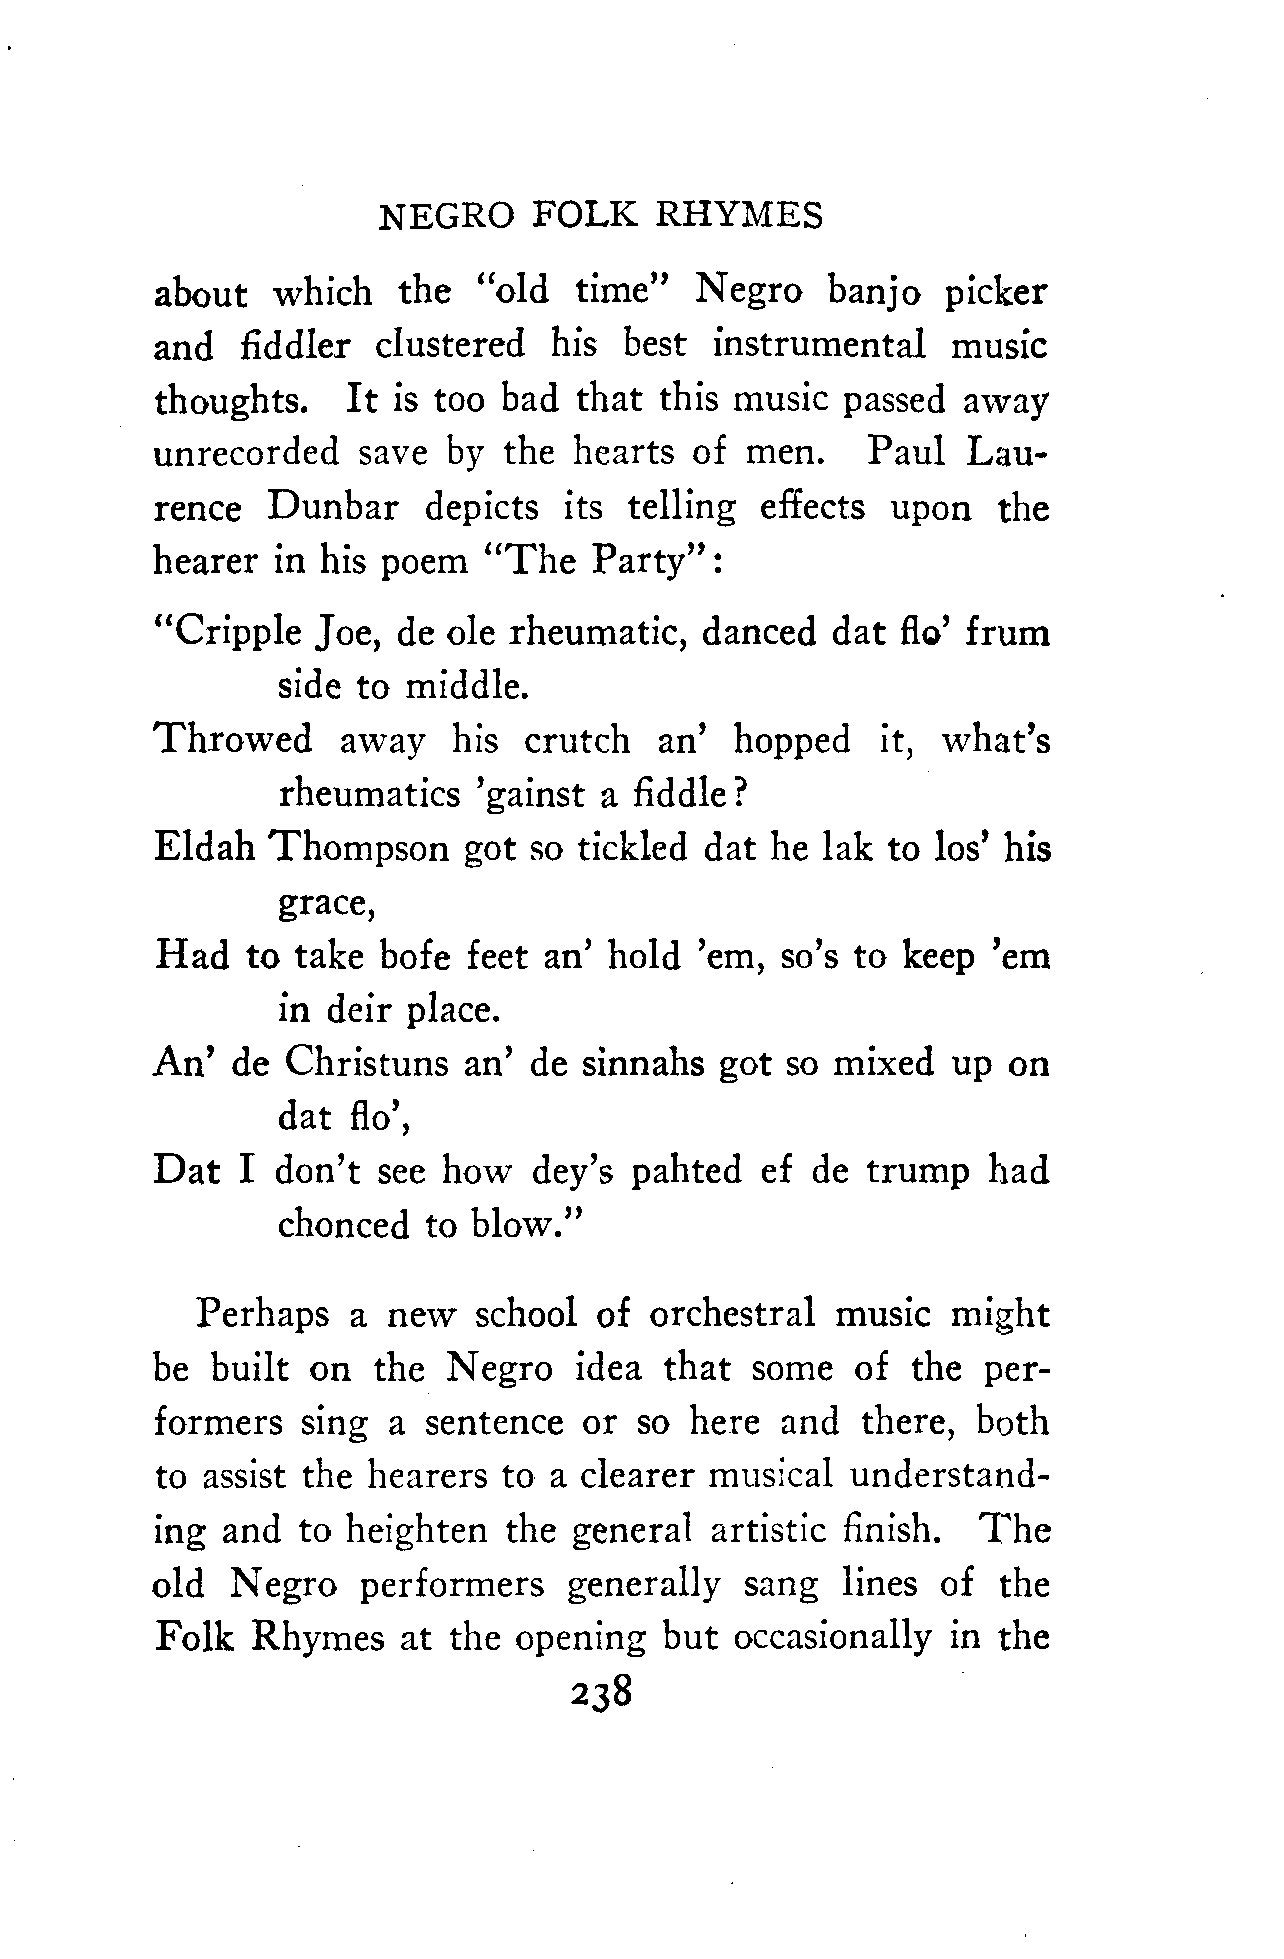 NEGRO FOLK RHYMES
about which the "old time" Negro banjo picker
and fiddler clustered his best instrumental music
thoughts. It is too bad that this music passed away
unrecorded save by the hearts of men. Paul Lau-
rence Dunbar depicts its telling effects upon the
hearer in his poem "The Party":
"Cripple Joe, de ole rheumatic, danced dat flo' frum
side to middle.
Throwed away his crutch an' hopped it, what's
rheumatics 'gainst a fiddle?
Eldah Thompson got so tickled dat he lak to los' his
grace,
Had to take bofe feet an' hold 'em, so's to keep 'em
in deir place.
An' de Christuns an' de sinnahs got so mixed up on
dat flo',
Dat I don't see how dey's pahted ef de trump had
chonced to blow."
Perhaps a new school of orchestral music might
be built on the Negro idea that some of the per-
formers sing a sentence or so here and there, both
to assist the hearers to a clearer musical understand-
ing and to heighten the general artistic finish. The
old Negro performers generally sang lines of the
Folk Rhymes at the opening but occasionally in the
238